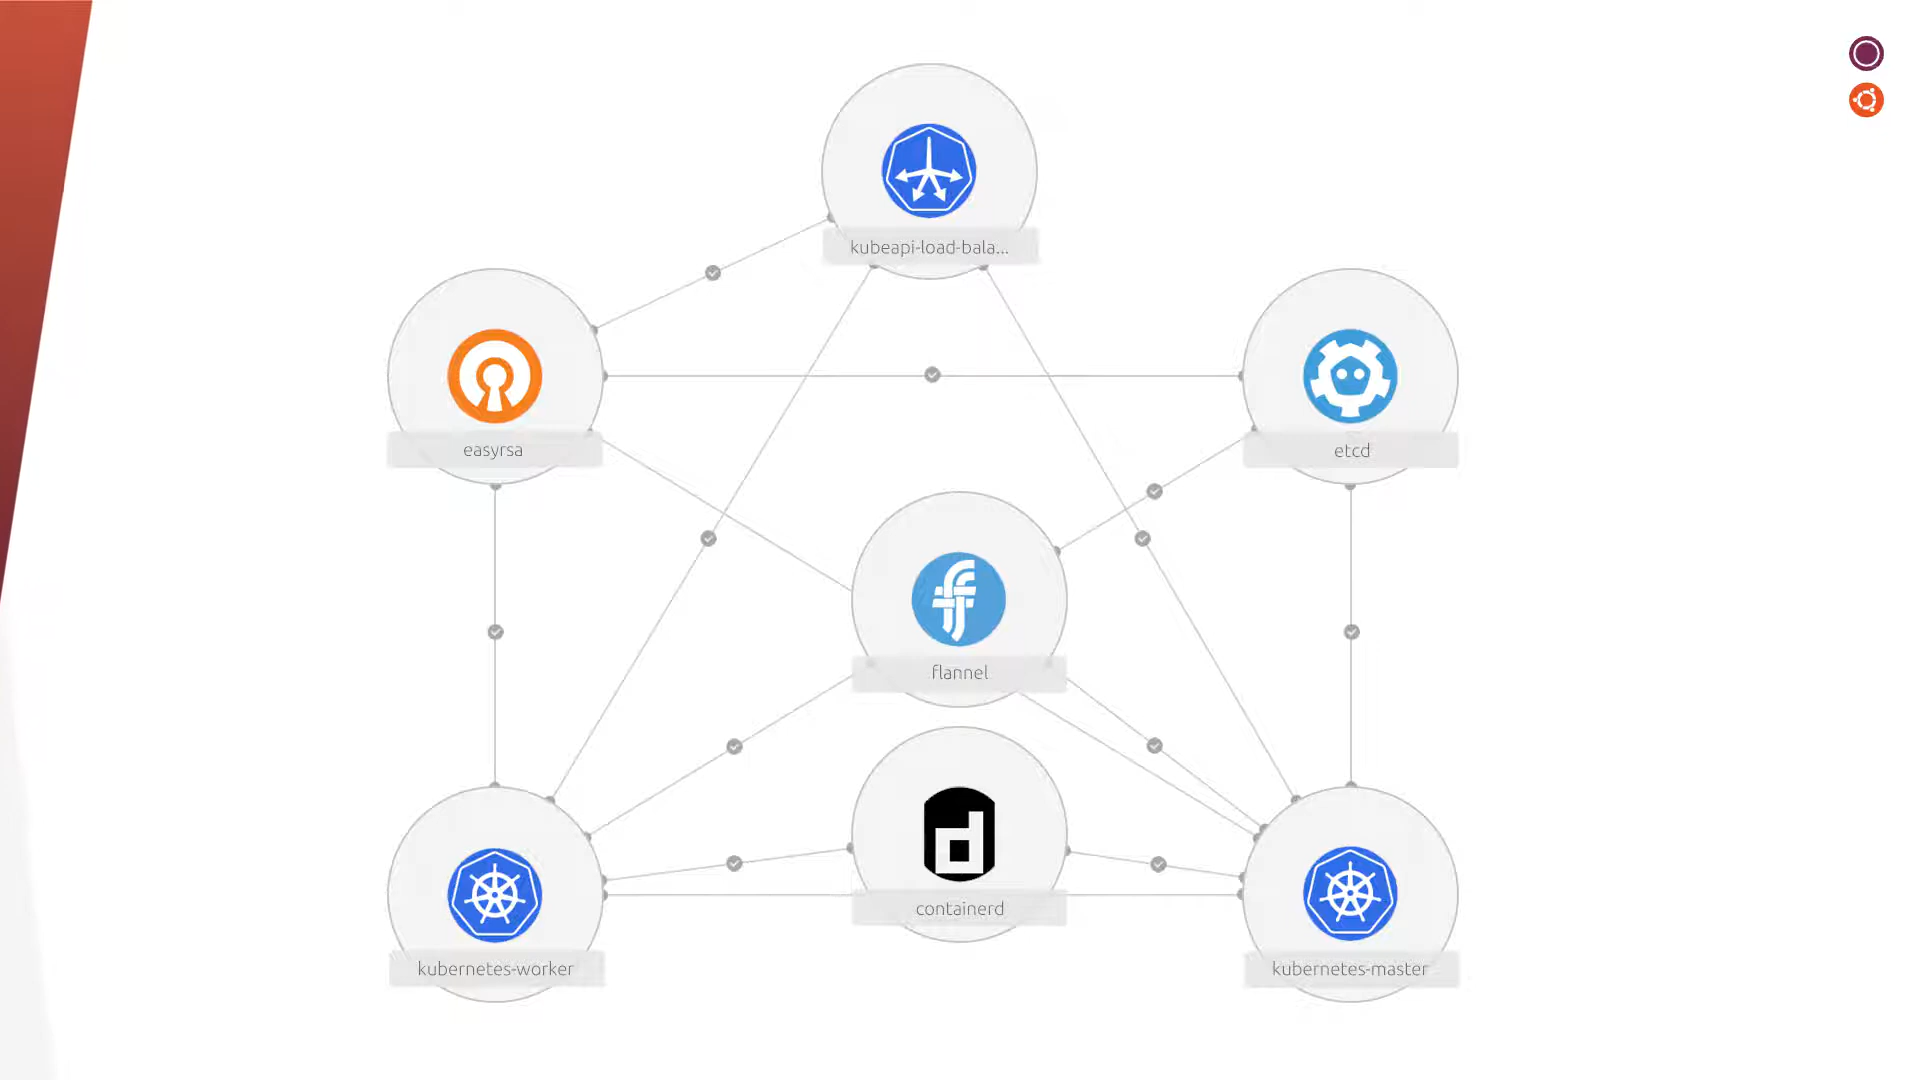 kubeapi-load-bala...
easyrsa
etcd
flannel
containerd
kubernetes-worker
kubernetes-master